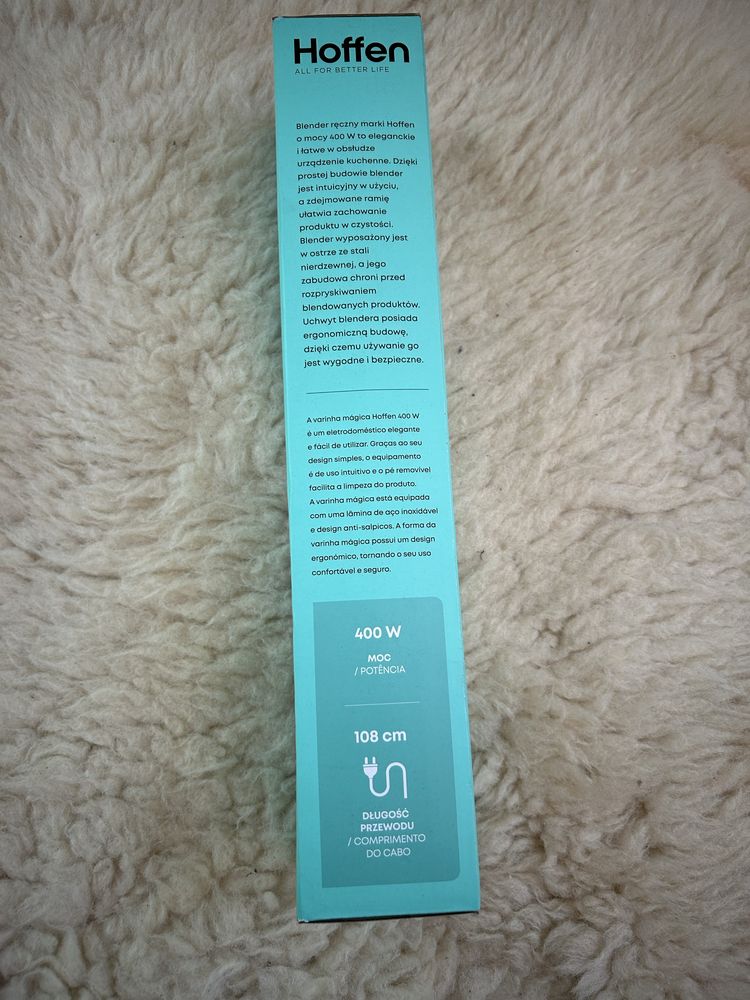 Hoffen
ALL FOR BETTER LIFE
Blender ręczny marki Hoffen
o mocy 400 W to eleganckie
i łatwe w obsłudze
urządzenie kuchenne. Dzięki
prostej budowie blender
jest intuicyjny w użyciu,
a zdejmowane ramię
ułatwia zachowanie
produktu w czystości.
Blender wyposażony jest
w ostrze ze stali
nierdzewnej, a jego
zabudowa chroni przed
rozpryskiwaniem
blendowanych produktów.
Uchwyt blendera posiada
ergonomiczną budowę,
dzięki czemu używanie go
jest wygodne i bezpieczne.
A varinha mágica Hoffen 400 W
é um eletrodoméstico elegante
e fácil de utilizar. Graças ao seu
design simples, o equipamento
é de uso intuitivo e o pé removível
facilita a limpeza do produto.
A varinha mágica está equipada
com uma lâmina de aço inoxidável
e design anti-salpicos. A forma da
varinha mágica possui um design
ergonómico, tornando o seu uso
confortável e seguro.
400 W
MOC
/ POTÊNCIA
108 cm
DŁUGOŚĆ
PRZEWODU
/ COMPRIMENTO
DO CABO